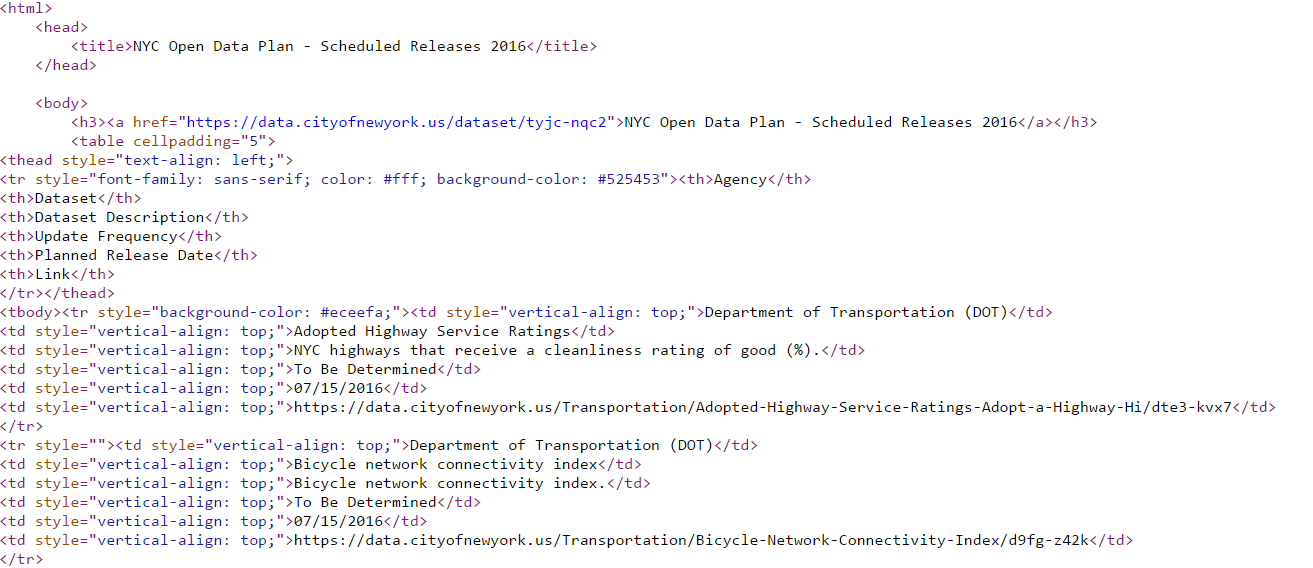 <html>
<head>
<title>NYC Open Data Plan - Scheduled Releases 2016</title>
</head>
<body>
<h3><a href="https://data.cityofnewyork.us/dataset/tyjc-nqc2">NYC Open Data Plan - Scheduled Releases 2016</a></h3>
<table cellpadding="5">
<thead style="text-align: left;">
<tr style="font-family: sans-serif; color: #fff; background-color: #525453"><th>Agency</th>
<th>Dataset</th>
<th>Dataset Description</th>
<th>Update Frequency</th>
<th>Planned Release Date</th>
<th>Link</th>
</tr></thead>
<tbody><tr style="background-color: #eceefa;"><td style="vertical-align: top;">Department of Transportation (DOT)</td>
<td style="vertical-align: top;">Adopted Highway Service Ratings</td>
<td style="vertical-align: top;">NYC highways that receive a cleanliness rating of good (%).</td>
<td style="vertical-align: top;">To Be Determined</td>
<td style="vertical-align: top;">07/15/2016</td>
<td style="vertical-align: top;">https://data.cityofnewyork.us/Transportation/Adopted-Highway-Service-Ratings-Adopt-a-Highway-Hi/dte3-kvx7</td>
</tr>
<tr style=""><td style="vertical-align: top;">Department of Transportation (DOT)</td>
<td style="vertical-align: top;">Bicycle network connectivity index</td>
<td style="vertical-align: top;">Bicycle network connectivity index.</td>
<td style="vertical-align: top;">To Be Determined</td>
<td style="vertical-align: top;">07/15/2016</td>
<td style="vertical-align: top;">https://data.cityofnewyork.us/Transportation/Bicycle-Network-Connectivity-Index/d9fg-z42k</td>
</tr>